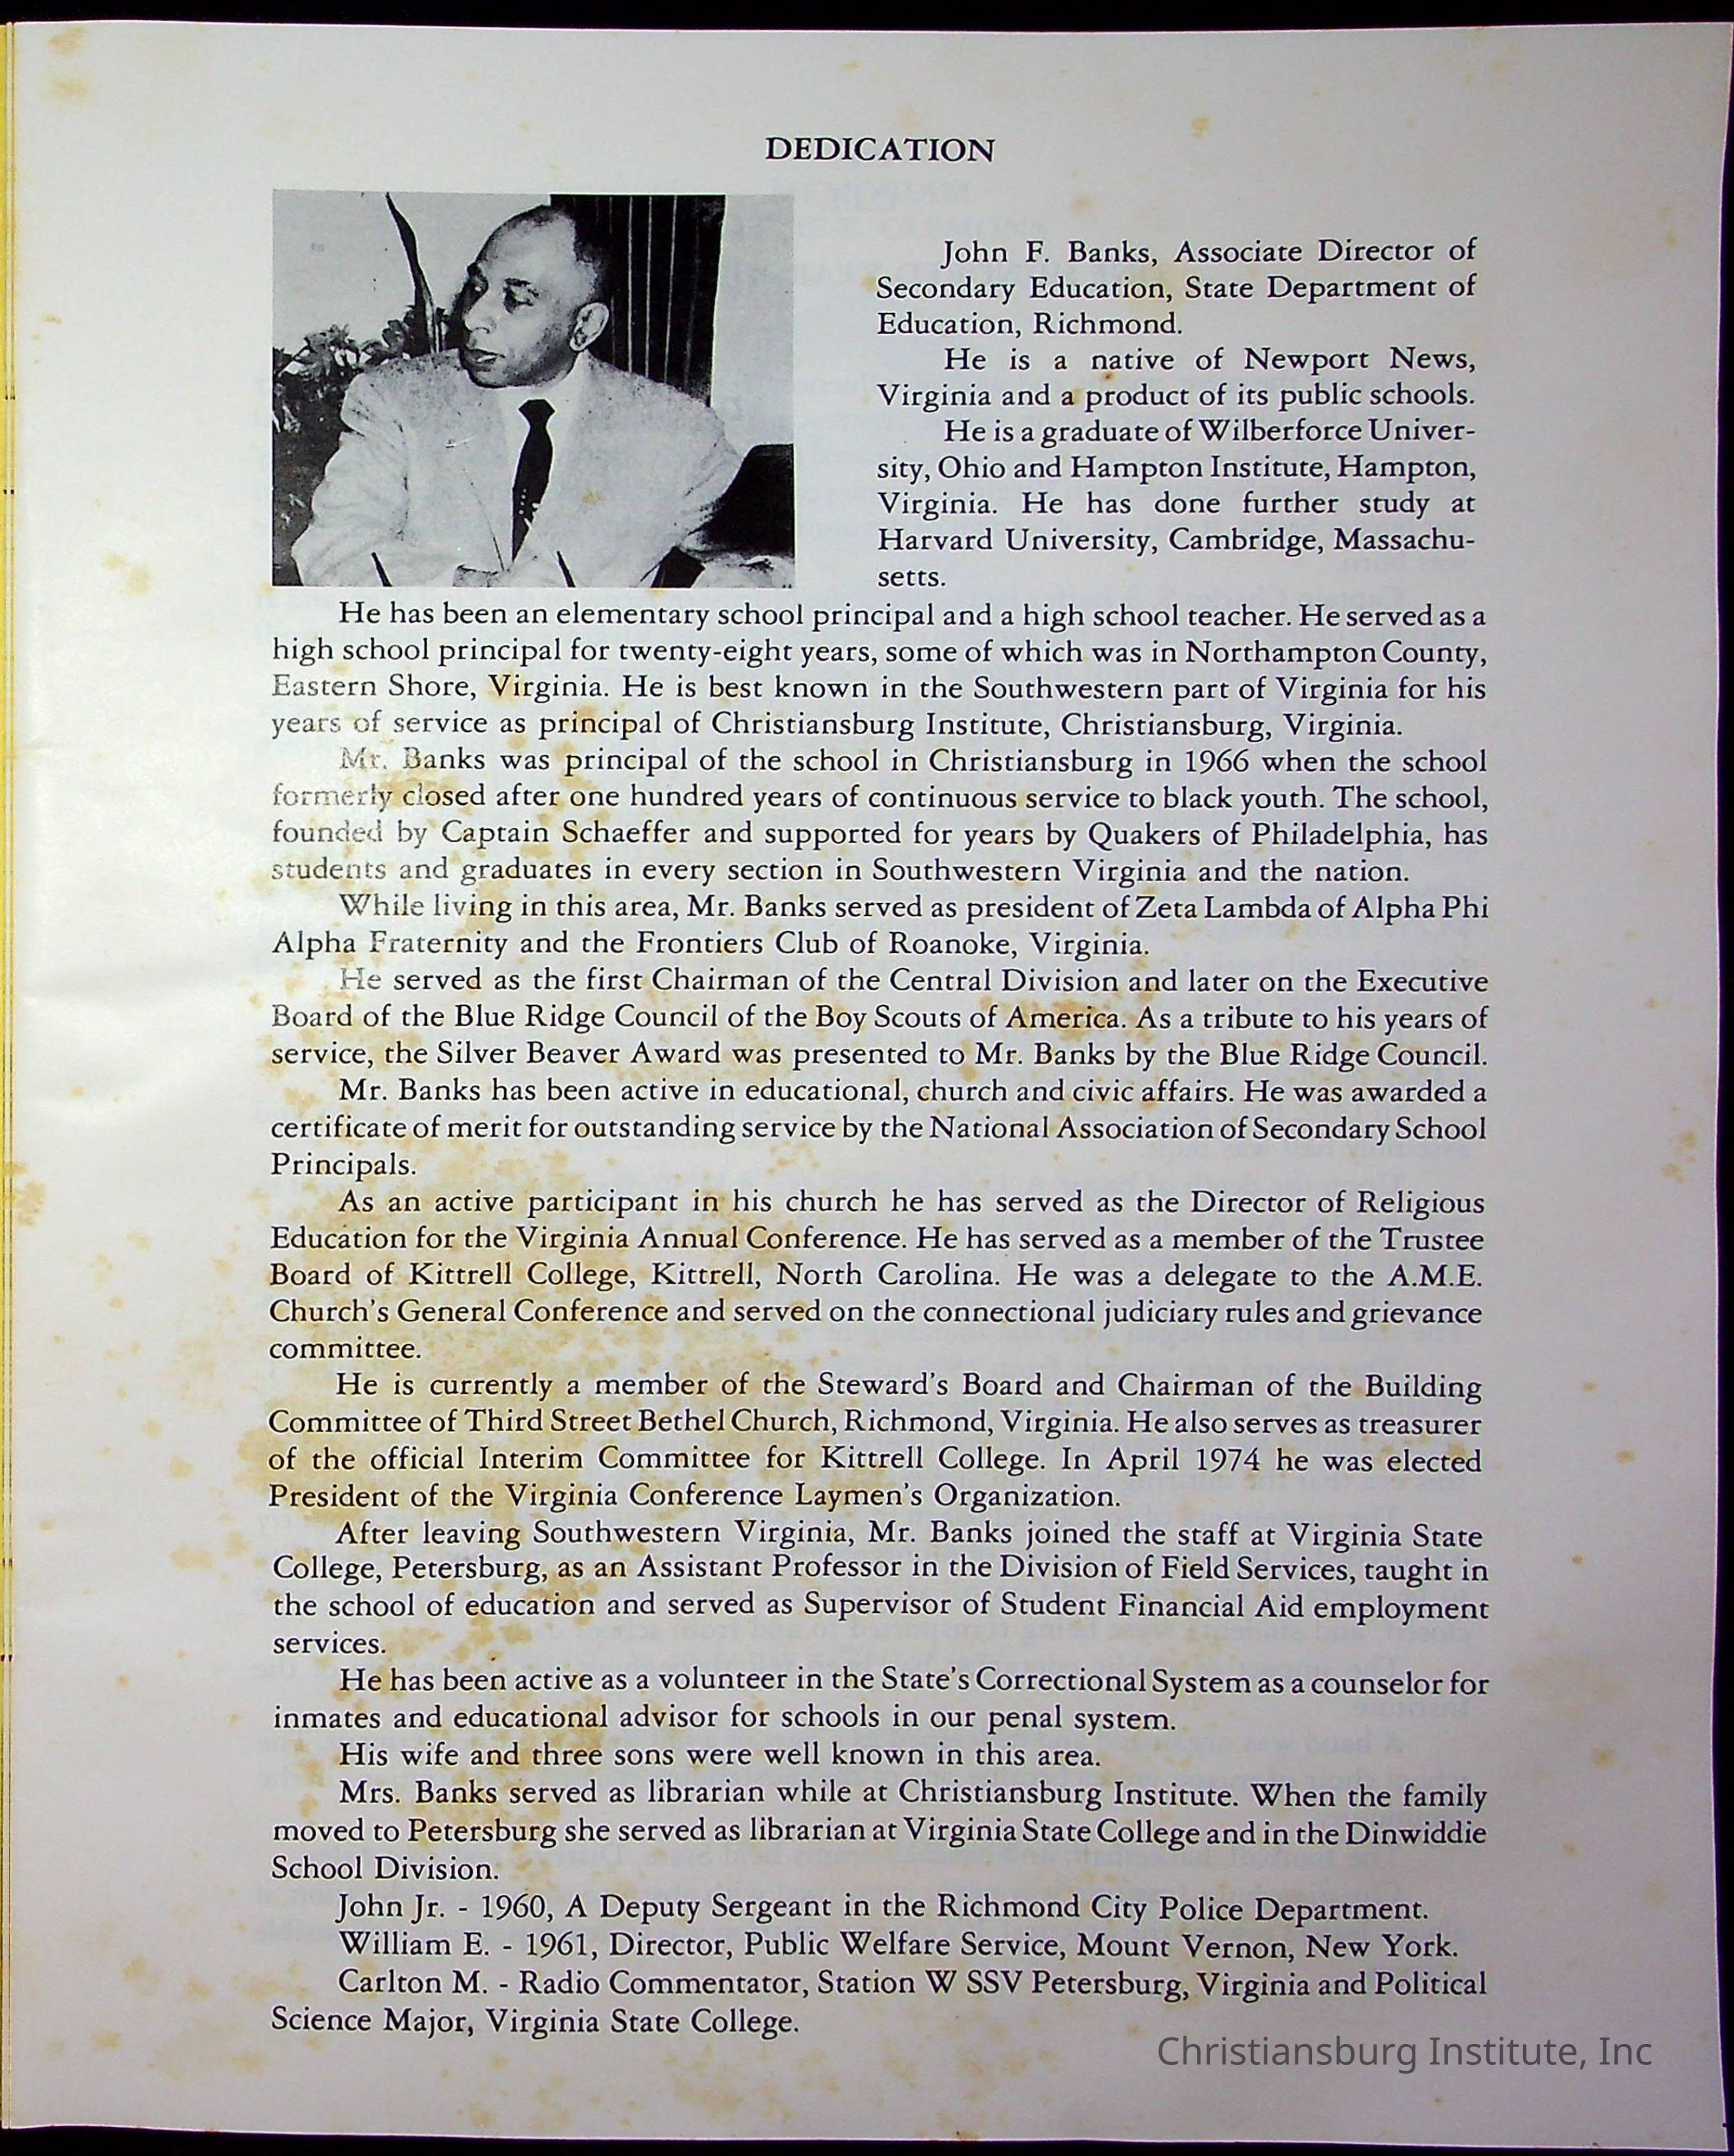 DEDICATION
John F. Banks, Associate Director of
Secondary Education, State Department of
Education, Richmond.
He is a native of Newport News,
Virginia and a product of its public schools.
He is a graduate of Wilberforce Univer-
sity, Ohio and Hampton Institute, Hampton,
Virginia. He has done further study at
Harvard University, Cambridge, Massachu-
setts.
He has been an elementary school principal and a high school teacher. He served as a
high school principal for twenty-eight years, some of which was in Northampton County,
Eastern Shore, Virginia. He is best known in the Southwestern part of Virginia for his
years of service as principal of Christiansburg Institute, Christiansburg, Virginia.
Mr. Banks was principal of the school in Christiansburg in 1966 when the school
formerly closed after one hundred years of continuous service to black youth. The school,
founded by Captain Schaeffer and supported for years by Quakers of Philadelphia, has
students and graduates in every section in Southwestern Virginia and the nation.
While living in this area, Mr. Banks served as president of Zeta Lambda of Alpha Phi
Alpha Fraternity and the Frontiers Club of Roanoke, Virginia.
He served as the first Chairman of the Central Division and later on the Executive
Board of the Blue Ridge Council of the Boy Scouts of America. As a tribute to his years of
service, the Silver Beaver Award was presented to Mr. Banks by the Blue Ridge Council.
Mr. Banks has been active in educational, church and civic affairs. He was awarded a
certificate of merit for outstanding service by the National Association of Secondary School
Principals.
As an active participant in his church he has served as the Director of Religious
Education for the Virginia Annual Conference. He has served as a member of the Trustee
Board of Kittrell College, Kittrell, North Carolina. He was a delegate to the A.M.E.
Church's General Conference and served on the connectional judiciary rules and grievance
committee.
He is currently a member of the Steward's Board and Chairman of the Building
Committee of Third Street Bethel Church, Richmond, Virginia. He also serves as treasurer
of the official Interim Committee for Kittrell College. In April 1974 he was elected
President of the Virginia Conference Laymen's Organization.
After leaving Southwestern Virginia, Mr. Banks joined the staff at Virginia State
College, Petersburg, as an Assistant Professor in the Division of Field Services, taught in
the school of education and served as Supervisor of Student Financial Aid employment
services.
He has been active as a volunteer in the State's Correctional System as a counselor for
inmates and educational advisor for schools in our penal system.
His wife and three sons were well known in this area.
Mrs. Banks served as librarian while at Christiansburg Institute. When the family
moved to Petersburg she served as librarian at Virginia State College and in the Dinwiddie
School Division.
John Jr. - 1960, A Deputy Sergeant in the Richmond City Police Department.
William E. - 1961, Director, Public Welfare Service, Mount Vernon, New York.
Carlton M. - Radio Commentator, Station W SSV Petersburg, Virginia and Political
Science Major, Virginia State College.
Christiansburg Institute, Inc